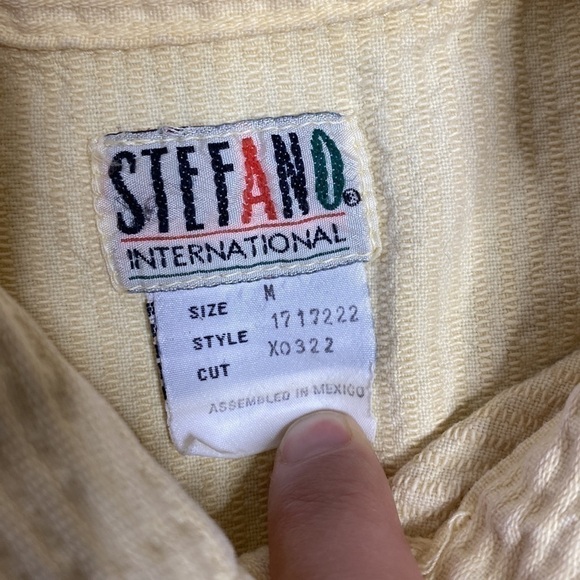 STEFANO®
INTERNATIONAL
SIZE M
STYLE 1717222
CUT X0322
ASSEMBLED IN MEXICO